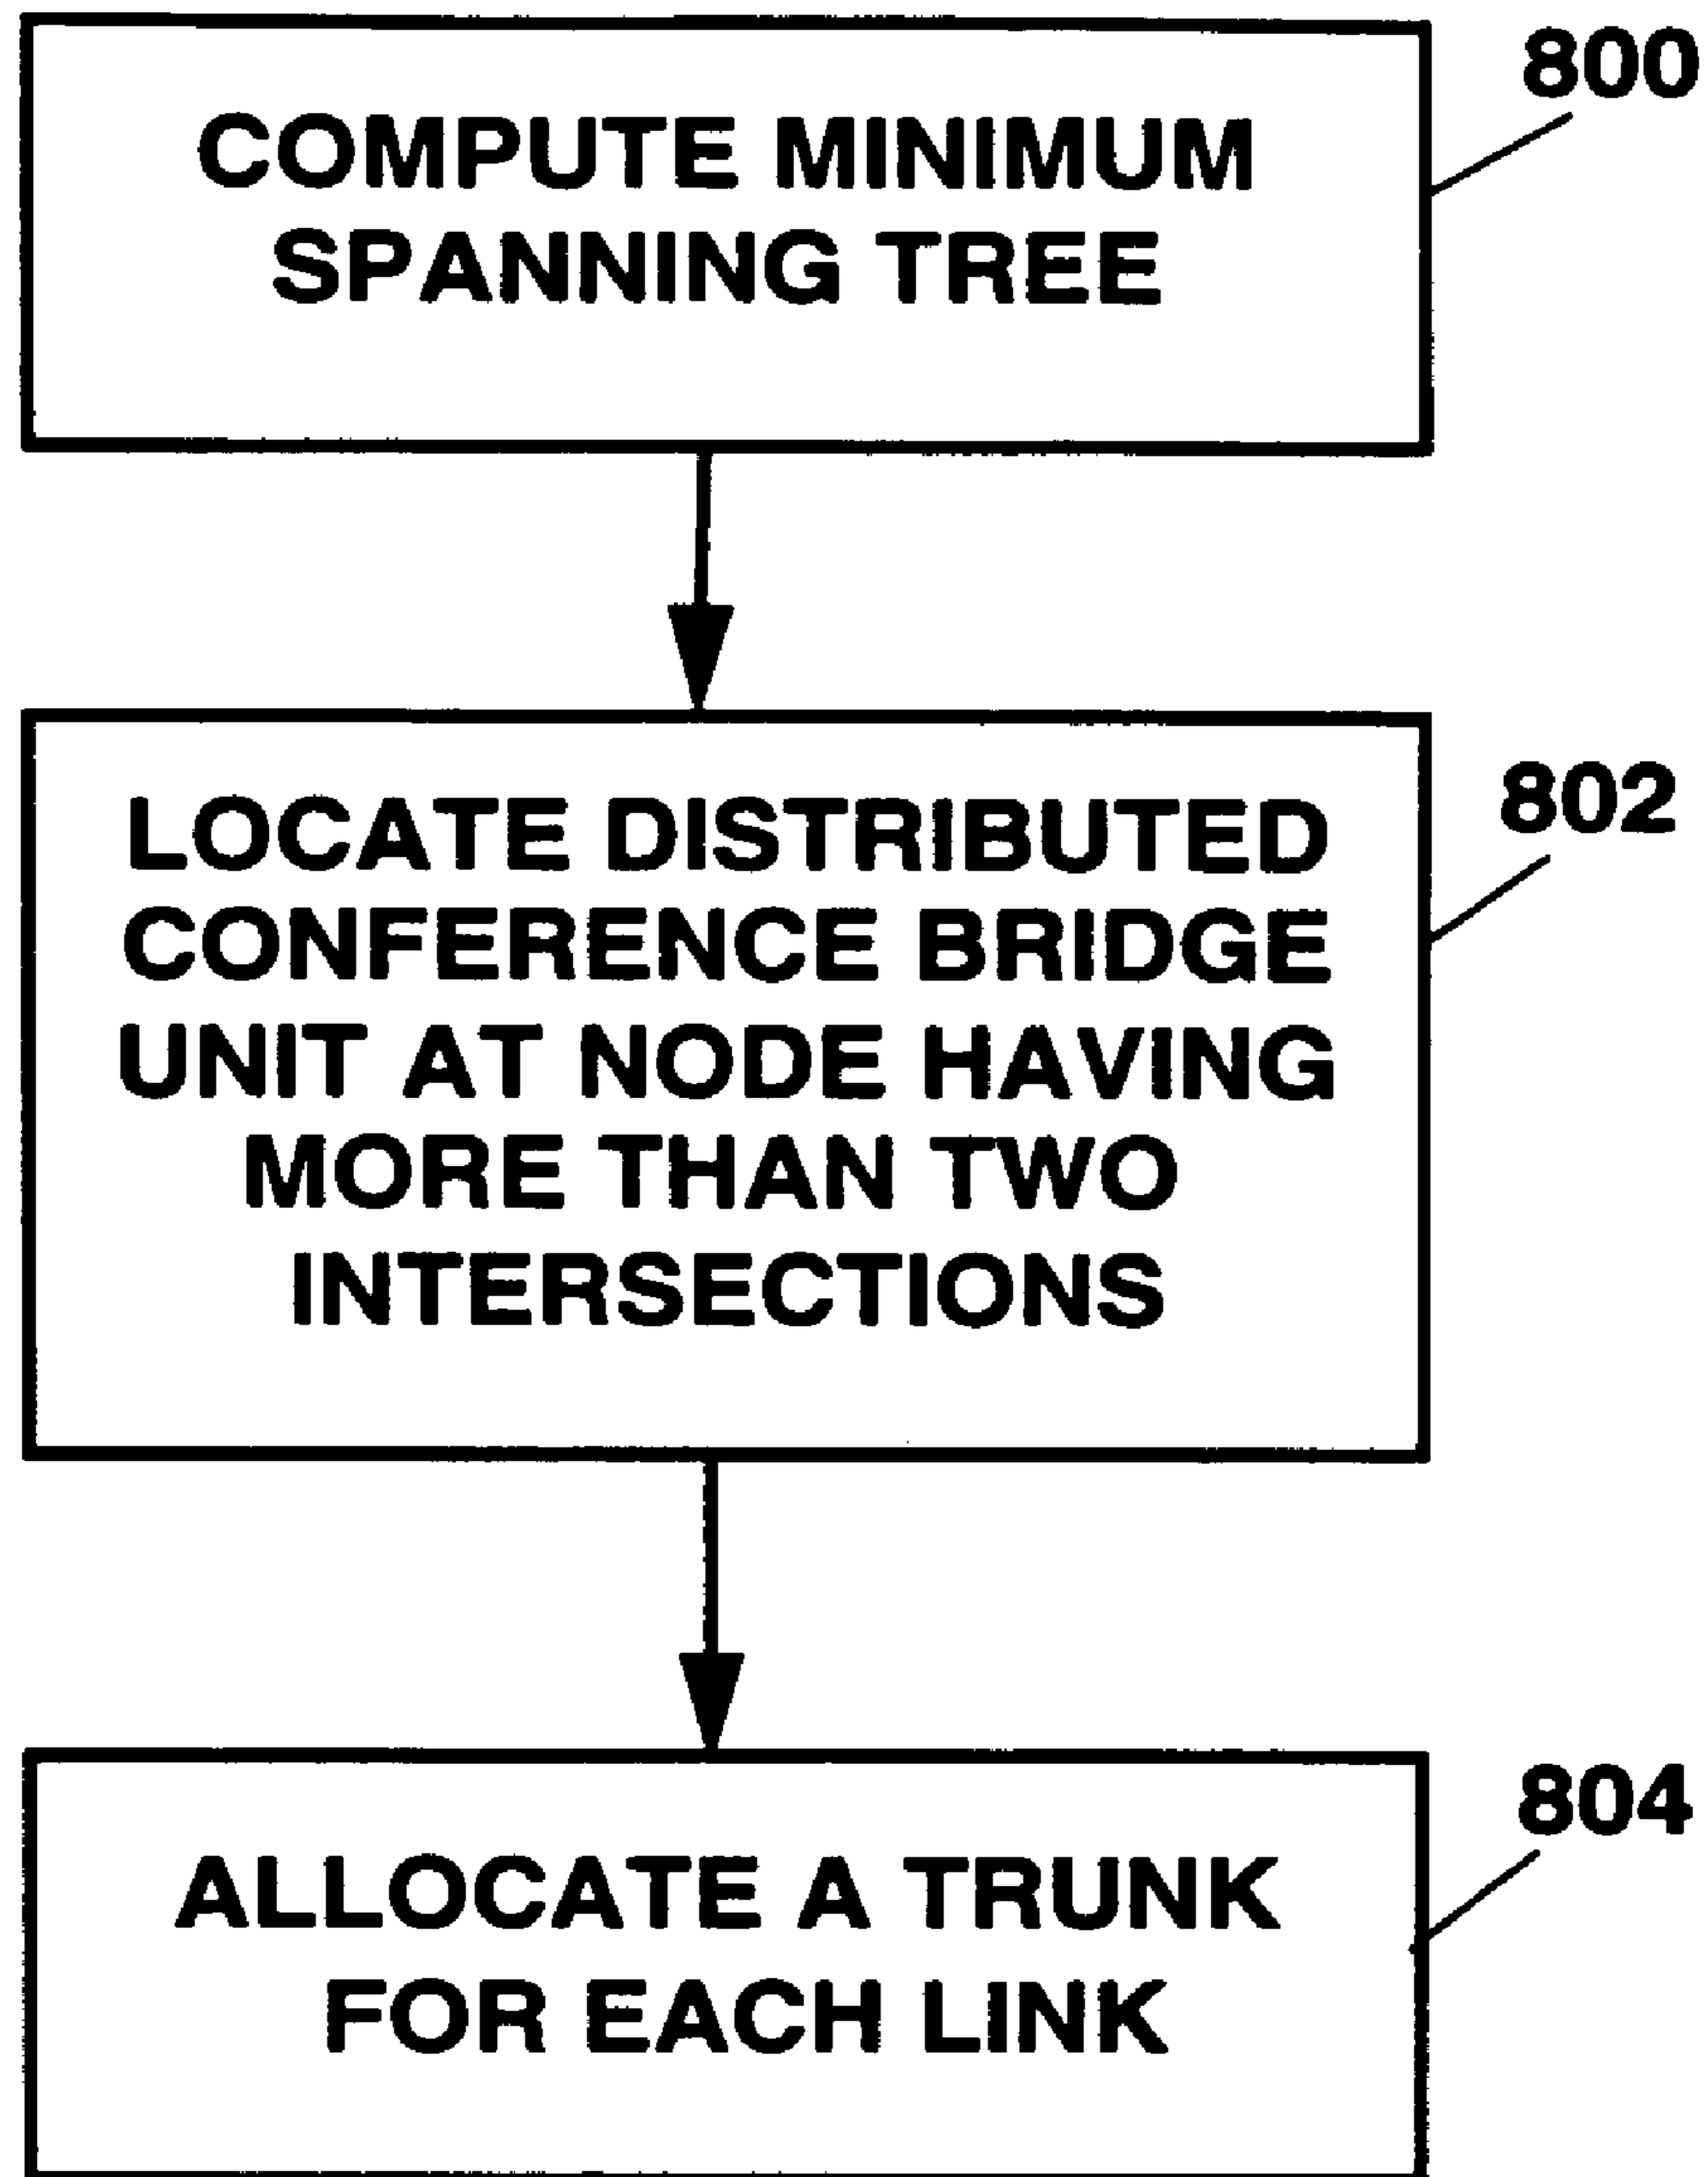 800
COMPUTE MINIMUM
SPANNING TREE
802
LOCATE DISTRIBUTED
CONFERENCE BRIDGE
UNIT AT NODE HAVING
MORE THAN TWO
INTERSECTIONS
804
ALLOCATE A TRUNK
FOR EACH LINK